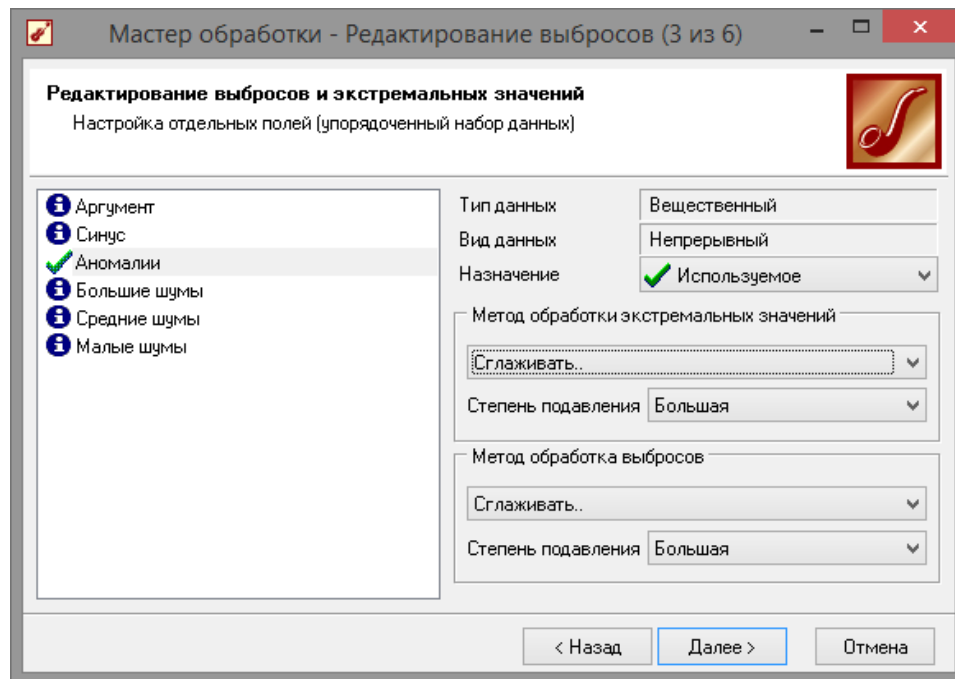 Мастер обработки - Редактирование выбросов (3 из 6)
Редактирование выбросов и экстремальных значений
Настройка отдельных полей (упорядоченный набор данных)
Аргумент
Синус
Аномалии
Большие шумы
Средние шумы
Малые шумы
Тип данных Вещественный
Вид данных Непрерывный
Назначение Используемое
Метод обработки экстремальных значений
Сглаживать..
Степень подавления Большая
Метод обработка выбросов
Сглаживать..
Степень подавления Большая
< Назад Далее > Отмена